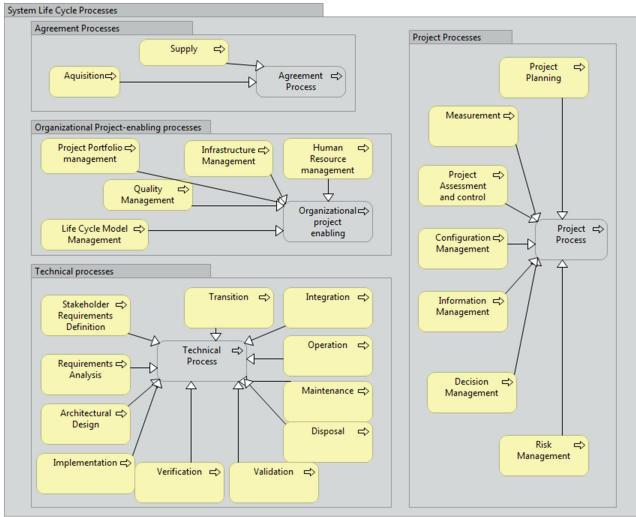 System Life Cycle Processes
Agreement Processes
Supply
Aquisition
Agreement
Process
Organizational Project-enabling processes
Project Portfolio
management
Infrastructure
Management
Human
Resource
management
Quality
Management
Life Cycle Model
Management
Organizational
project
enabling
Technical processes
Stakeholder
Requirements
Definition
Transition
Integration
Requirements
Analysis
Technical
Process
Operation
Maintenance
Architectural
Design
Disposal
Implementation
Verification
Validation
Project Processes
Project
Planning
Measurement
Project
Assessment
and control
Configuration
Management
Project
Process
Information
Management
Decision
Management
Risk
Management